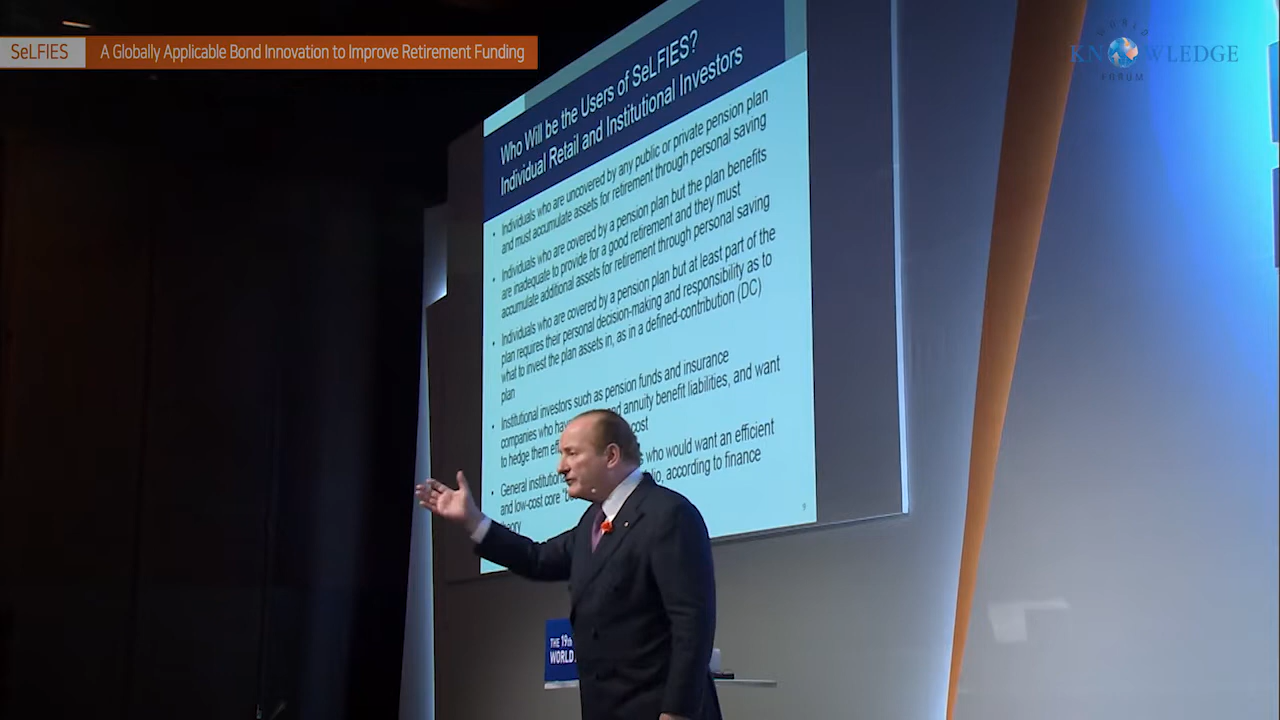 SeLFIES A Globally Applicable Bond Innovation to Improve Retirement Funding
WORLD
KNOWLEDGE
FORUM
Who Will be the Users of SeLFIES?
Individual Retail and Institutional Investors
• Individuals who are uncovered by any public or private pension plan
and must accumulate assets for retirement through personal saving
• Individuals who are covered by a pension plan but the plan benefits
are inadequate to provide for a good retirement and they must
accumulate additional assets for retirement through personal saving
• Individuals who are covered by a pension plan but at least part of the
plan requires their personal decision-making and responsibility as to
what to invest the plan assets in, as in a defined-contribution (DC)
plan
• Institutional investors such as pension funds and insurance
companies who annuity benefit liabilities, and want
to hedge them cost
• General who would want an efficient
and low-cost core according to finance
9
THE 19th
WORLD